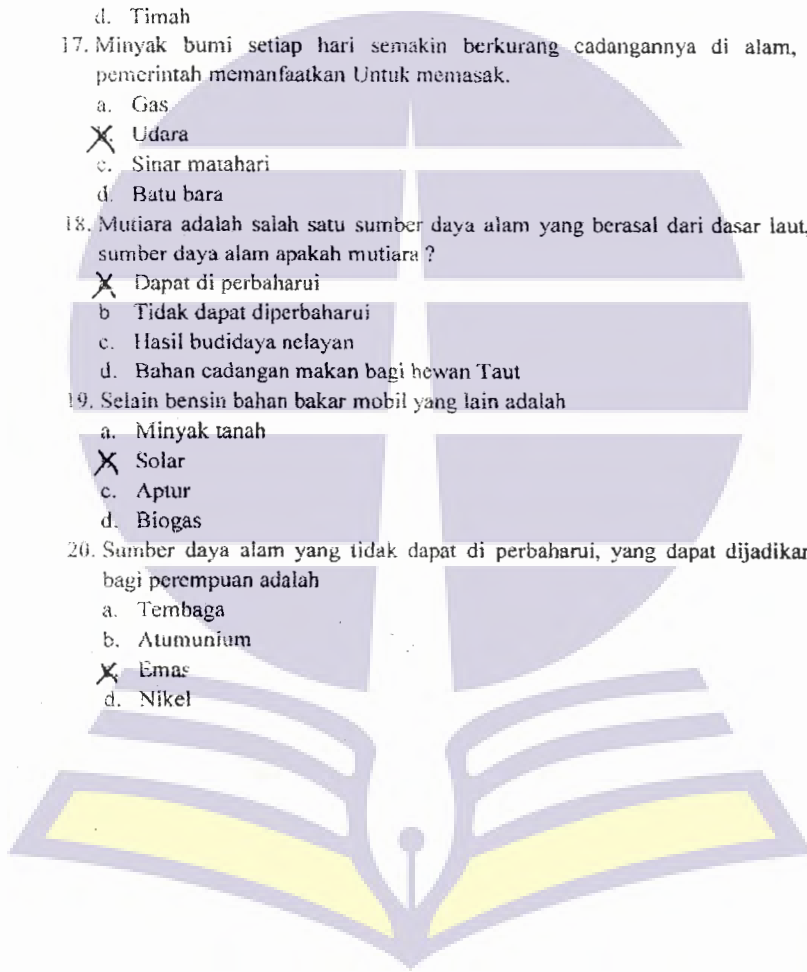 d. Timah
17. Minyak bumi setiap hari semakin berkurang cadangannya di alam,
pemerintah memanfaatkan Untuk memasak.
a. Gas
b. Udara
c. Sinar matahari
d. Batu bara
18. Mutiara adalah salah satu sumber daya alam yang berasal dari dasar laut,
sumber daya alam apakah mutiara ?
a. Dapat di perbaharui
b Tidak dapat diperbaharui
c. Hasil budidaya nelayan
d. Bahan cadangan makan bagi hewan Taut
19. Selain bensin bahan bakar mobil yang lain adalah
a. Minyak tanah
b. Solar
c. Aptur
d. Biogas
20. Sumber daya alam yang tidak dapat di perbaharui, yang dapat dijadikan
bagi perempuan adalah
a. Tembaga
b. Atumunium
c. Emas
d. Nikel